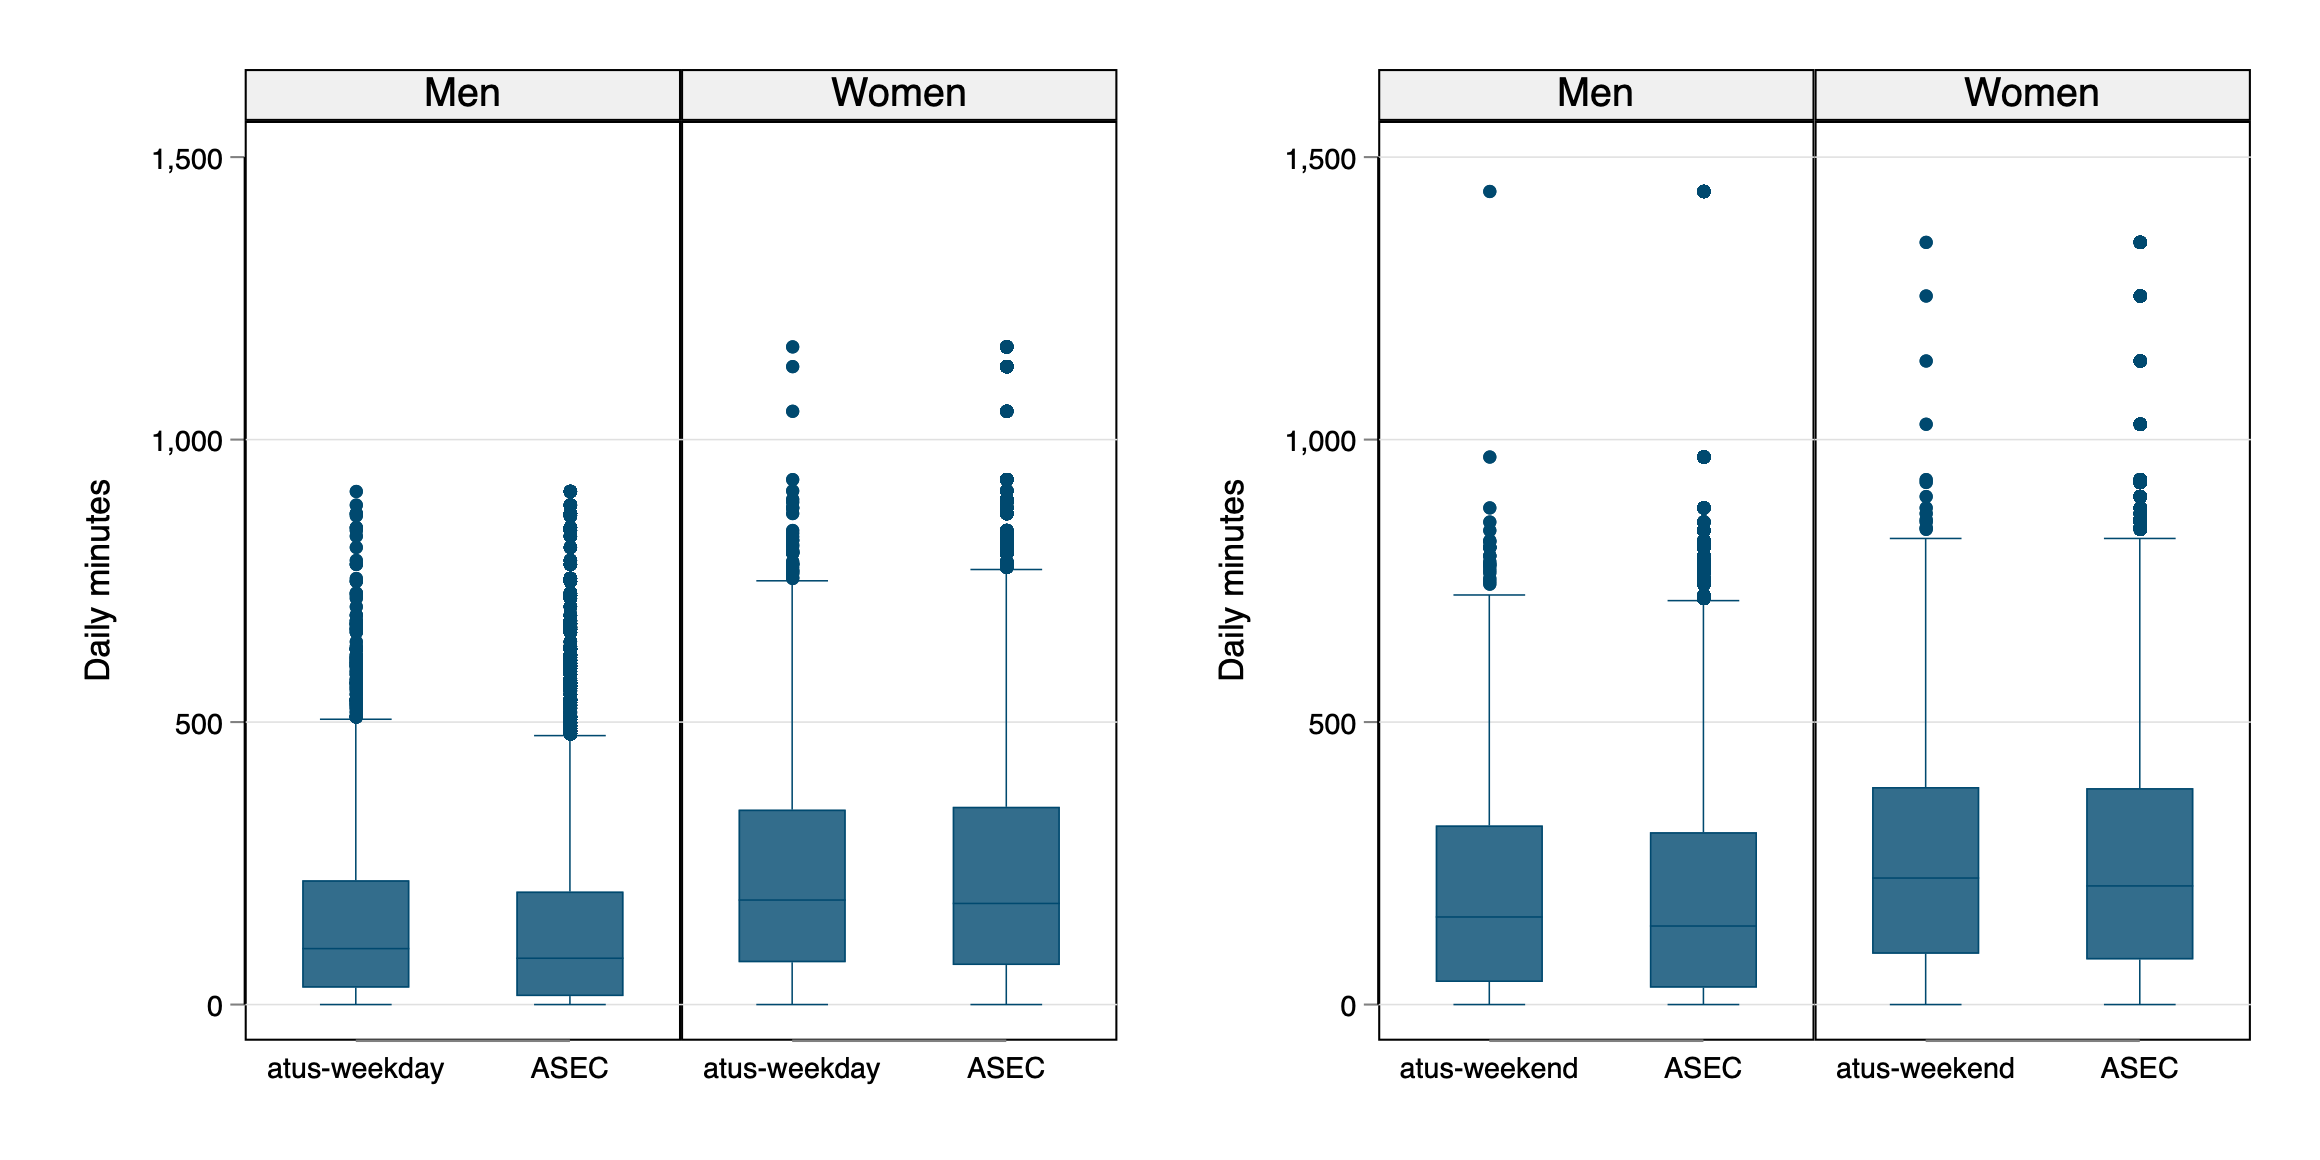 Men
Women
1,500
1,000
500
0
Daily minutes
atus-weekday
ASEC
atus-weekday
ASEC
Men
Women
1,500
1,000
500
0
Daily minutes
atus-weekend
ASEC
atus-weekend
ASEC